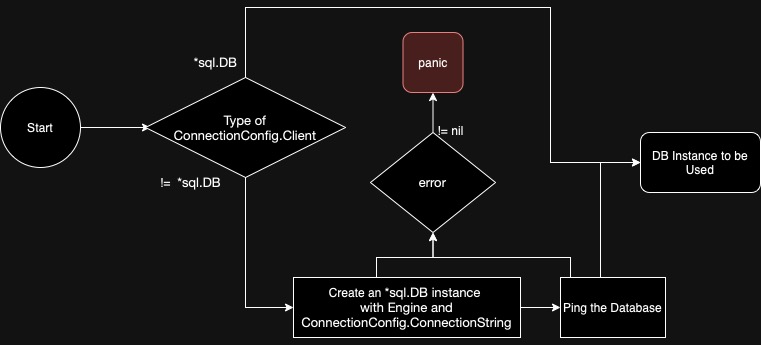 *sql.DB
panic
Start
Type of
ConnectionConfig.Client
!= nil
DB Instance to be
Used
!=  *sql.DB
error
Create an *sql.DB instance
with Engine and
ConnectionConfig.ConnectionString
Ping the Database